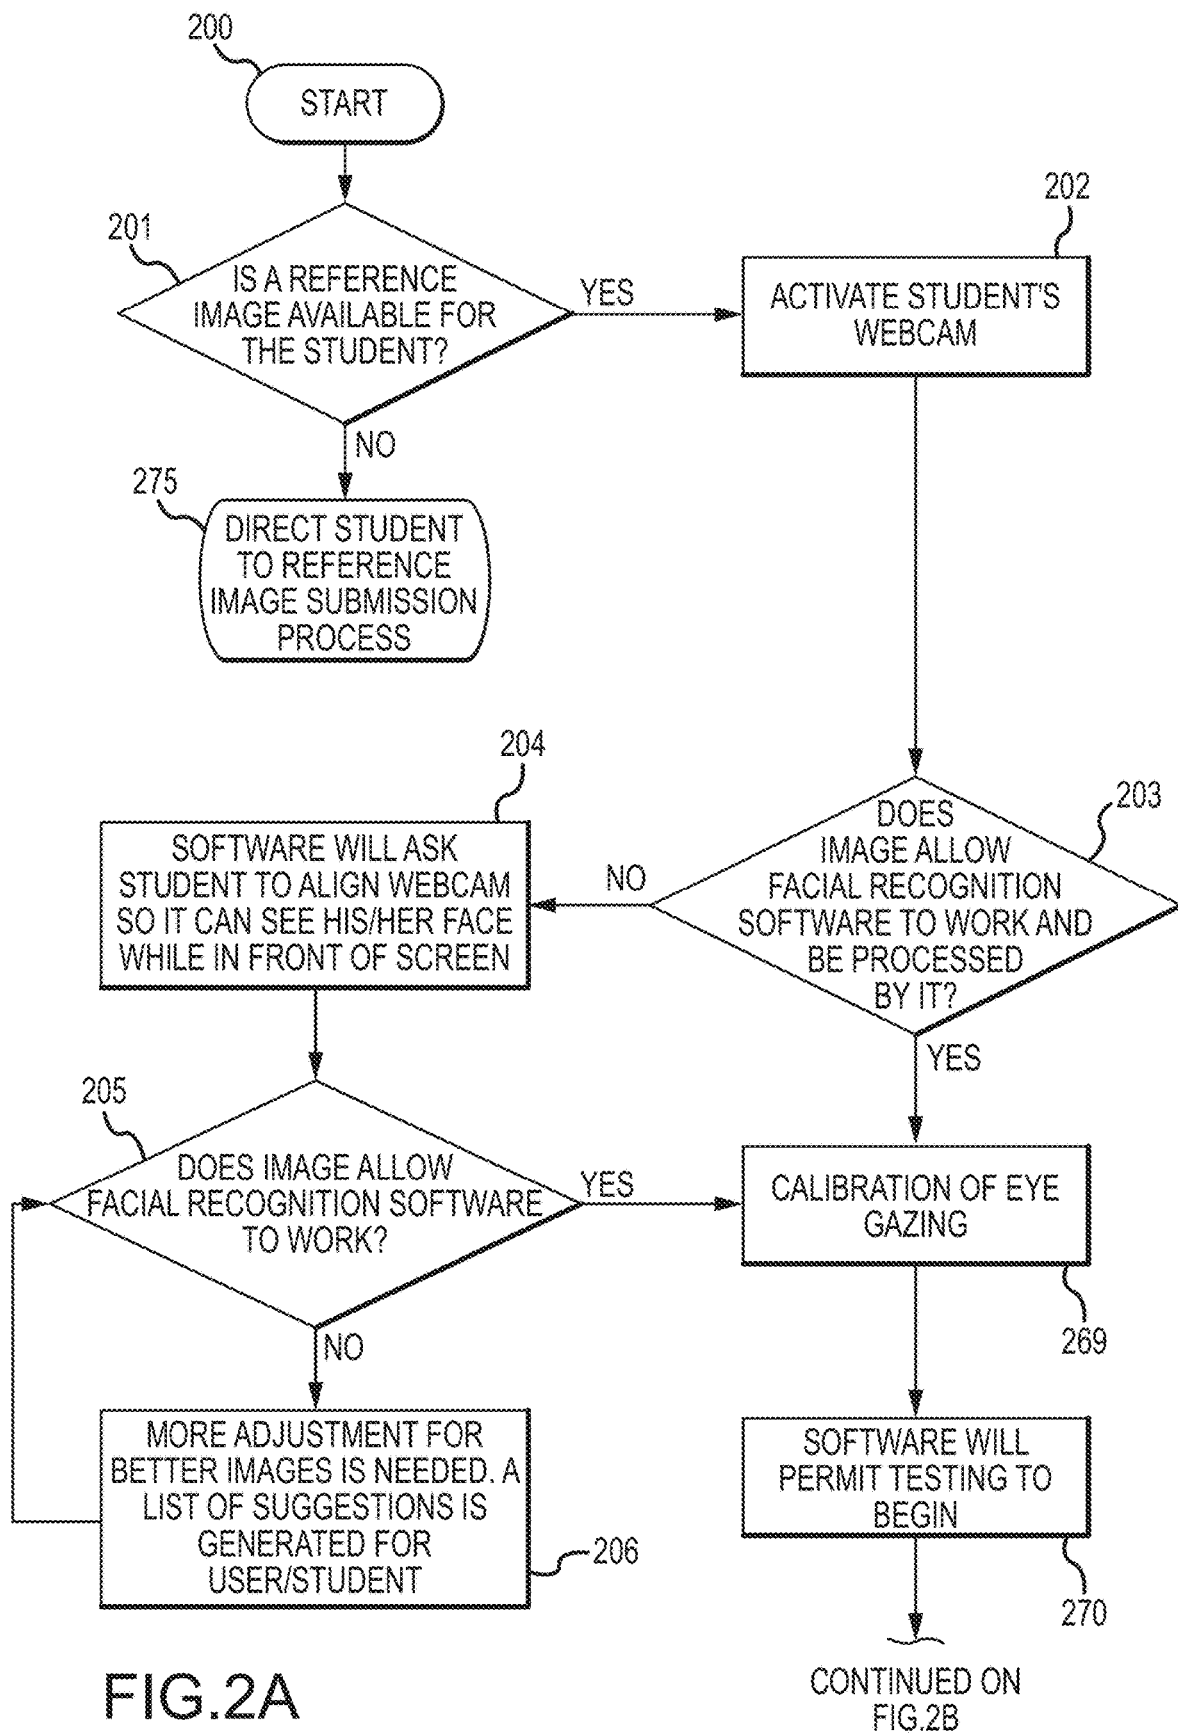 200
START
201
IS A REFERENCE
IMAGE AVAILABLE FOR
THE STUDENT?
YES
202
ACTIVATE STUDENT'S
WEBCAM
NO
275
DIRECT STUDENT
TO REFERENCE
IMAGE SUBMISSION
PROCESS
203
DOES
IMAGE ALLOW
FACIAL RECOGNITION
SOFTWARE TO WORK AND
BE PROCESSED
BY IT?
NO
204
SOFTWARE WILL ASK
STUDENT TO ALIGN WEBCAM
SO IT CAN SEE HIS/HER FACE
WHILE IN FRONT OF SCREEN
YES
205
DOES IMAGE ALLOW
FACIAL RECOGNITION SOFTWARE
TO WORK?
YES
CALIBRATION OF EYE
GAZING
269
NO
MORE ADJUSTMENT FOR
BETTER IMAGES IS NEEDED. A
LIST OF SUGGESTIONS IS
GENERATED FOR
USER/STUDENT
206
SOFTWARE WILL
PERMIT TESTING TO
BEGIN
270
CONTINUED ON
FIG.2B
FIG.2A